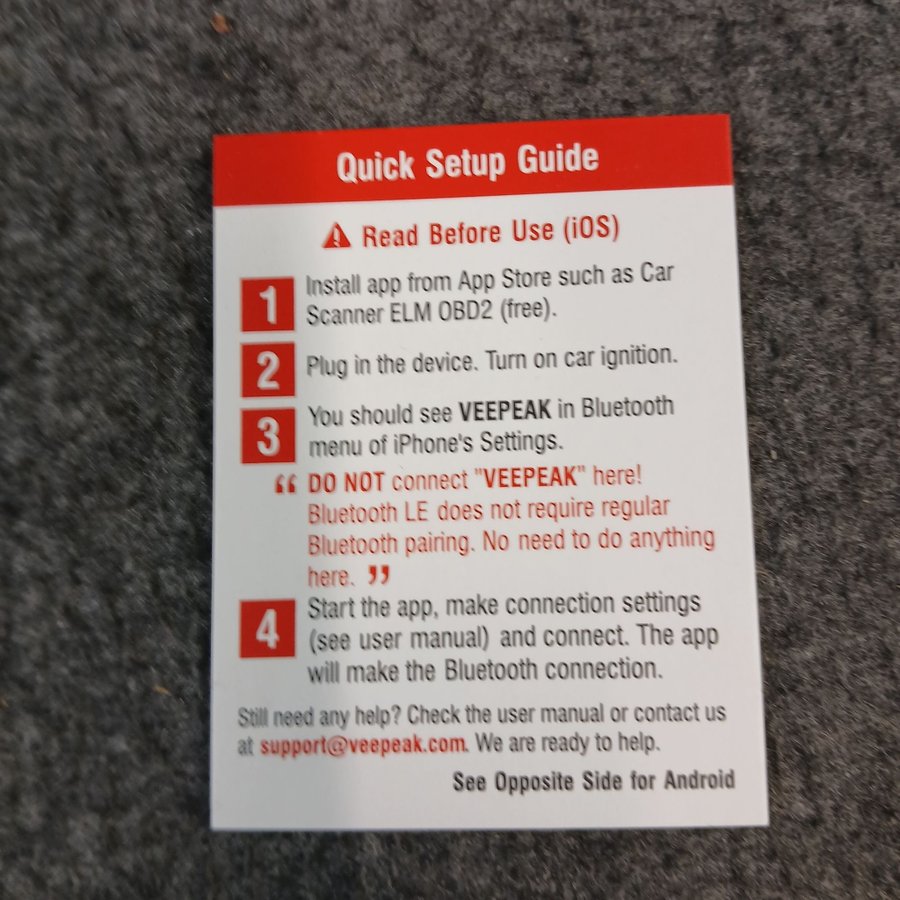 Quick Setup Guide
Read Before Use (iOS)
1 Install app from App Store such as Car
Scanner ELM OBD2 (free).
2 Plug in the device. Turn on car ignition.
3 You should see VEEPEAK in Bluetooth
menu of iPhone's Settings.
“ DO NOT connect "VEEPEAK" here!
Bluetooth LE does not require regular
Bluetooth pairing. No need to do anything
here. ”
4 Start the app, make connection settings
(see user manual) and connect. The app
will make the Bluetooth connection.
Still need any help? Check the user manual or contact us
at support@veepeak.com. We are ready to help.
See Opposite Side for Android